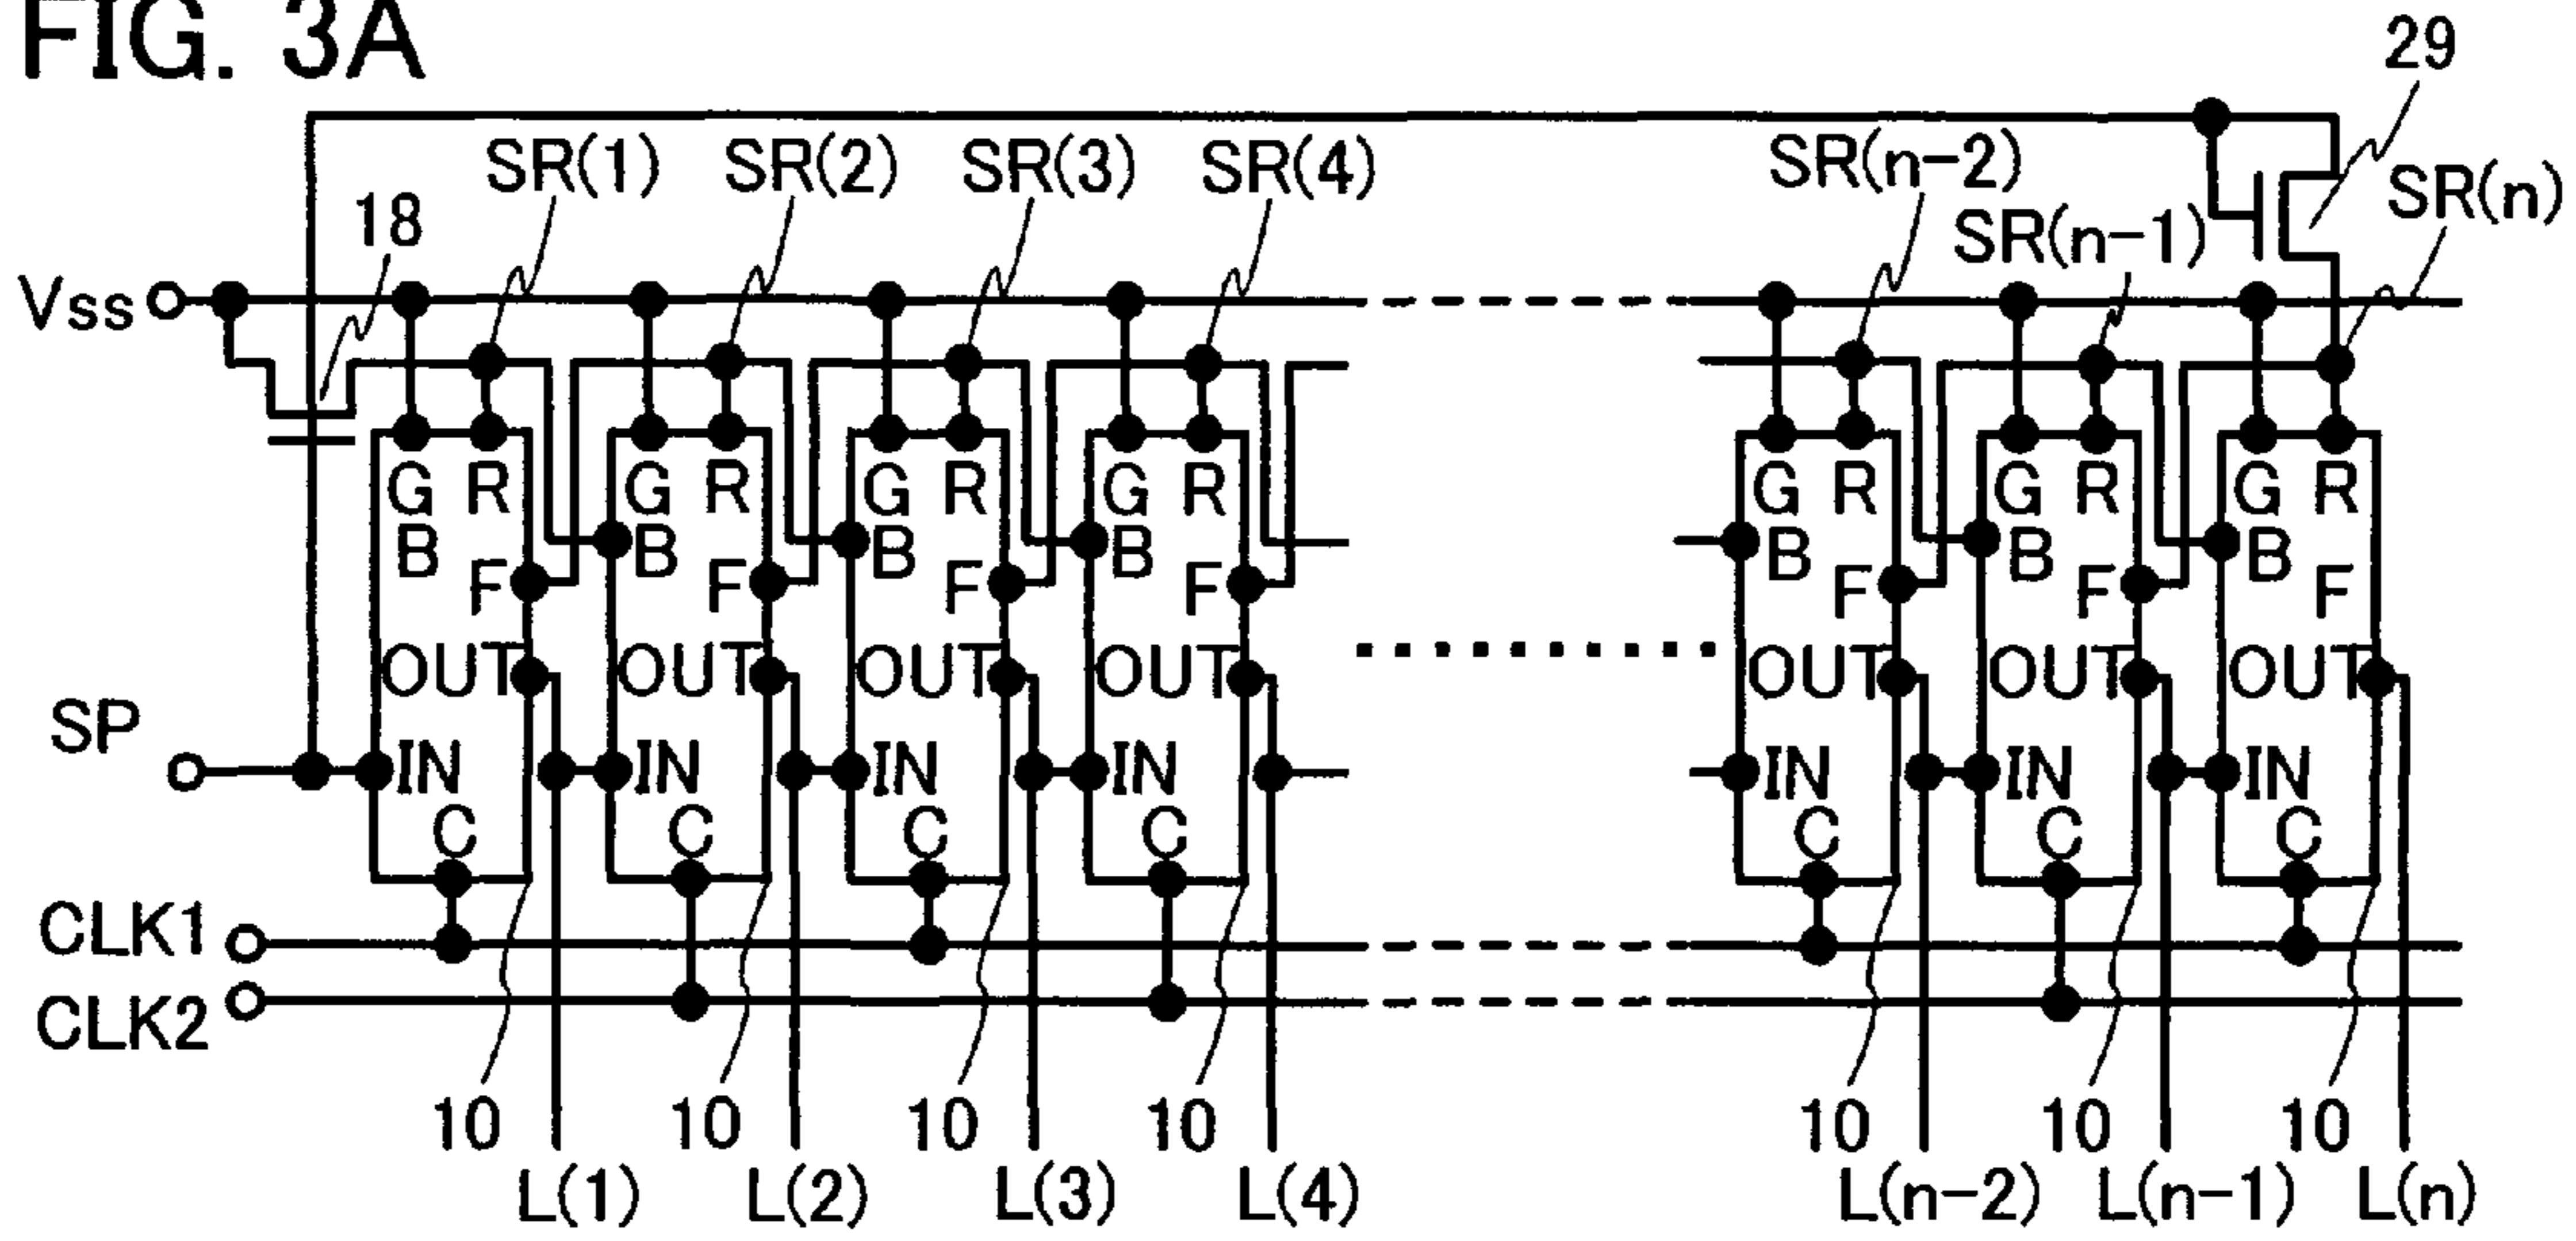 FIG. 3A
29
SR(1) SR(2) SR(3) SR(4) SR(n-2) SR(n)
18 SR(n-1)
Vss
G R G R G R G R G R G R G R
B B B B B B B
F F F F F F F
OUT OUT OUT OUT OUT OUT OUT
SP
IN IN IN IN IN IN IN
C C C C C C C
CLK1
CLK2
10 10 10 10 10 10 10
L(1) L(2) L(3) L(4) L(n-2) L(n-1) L(n)